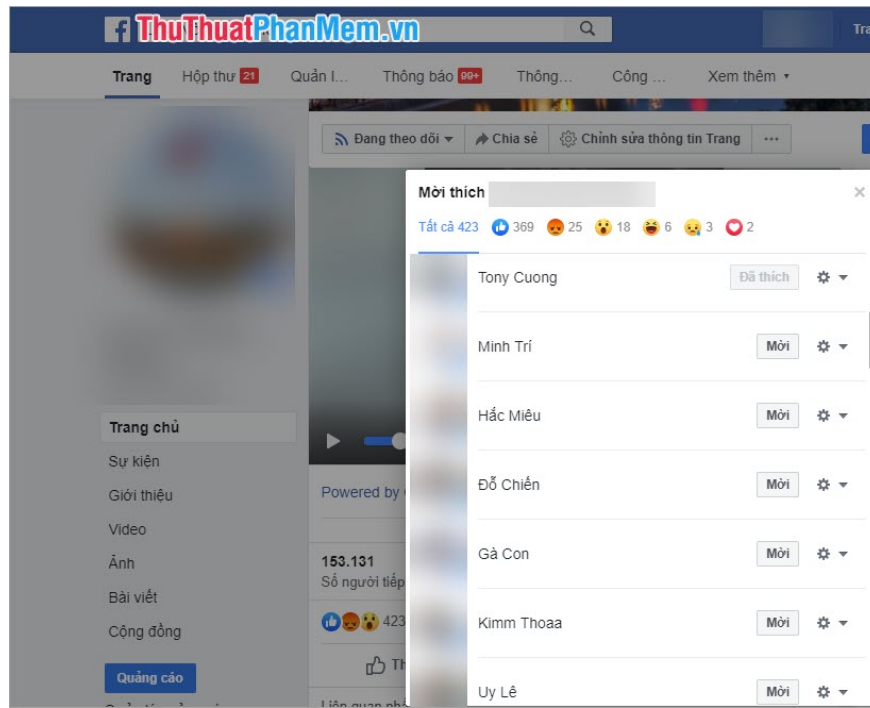 ThuThuatPhanMem.vn
Trang Hộp thư 21 Quản l... Thông báo 99+ Thông... Công ... Xem thêm
Đang theo dõi Chia sẻ Chỉnh sửa thông tin Trang ...
Mời thích
Tất cả 423 369 25 18 6 3 2
Tony Cuong Đã thích
Minh Trí Mời
Hắc Miêu Mời
Trang chủ
Sự kiện
Đỗ Chiến Mời
Giới thiệu
Powered by
Video
Gà Con Mời
Ảnh
153.131
Số người tiếp
Bài viết
Kimm Thoaa Mời
423
Cộng đồng
Quảng cáo
Uy Lê Mời
Liên quan